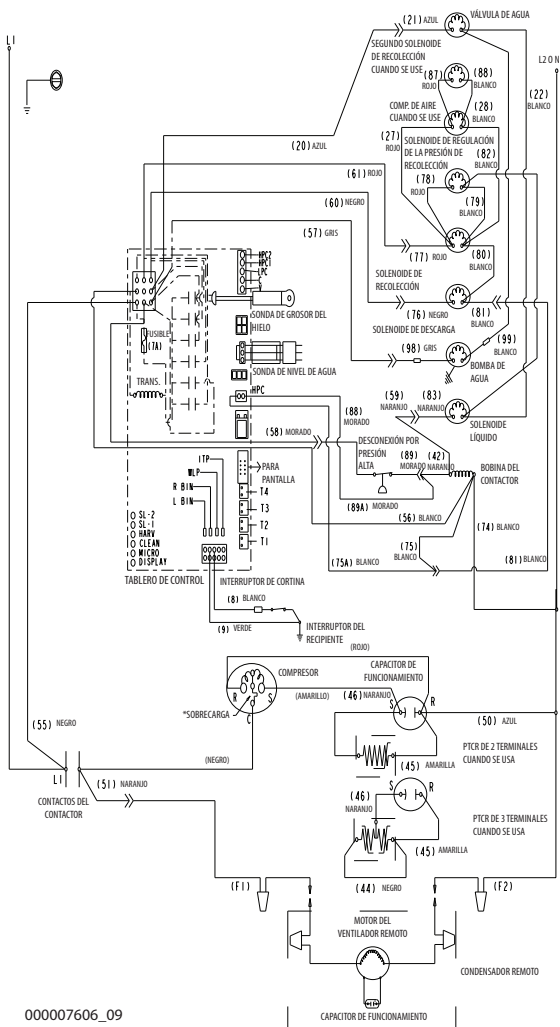 L1
(21) AZUL
VÁLVULA DE AGUA
SEGUNDO SOLENOIDE
DE RECOLECCIÓN
CUANDO SE USE
L2 O N
(87)
ROJO
(88)
BLANCO
(22)
BLANCO
COMP. DE AIRE
CUANDO SE USE
(28)
BLANCO
(27)
ROJO
(20) AZUL
SOLENOIDE DE REGULACIÓN
DE LA PRESIÓN DE
RECOLECCIÓN
(82)
BLANCO
(61) ROJO
(78)
ROJO
(60) NEGRO
(79)
BLANCO
(57) GRIS
(77) ROJO
(80)
BLANCO
HPC2
HPC1
LPC
C
V
SOLENOIDE
DE
RECOLECCIÓN
(76) NEGRO
(81)
BLANCO
SONDA DE GROSOR DEL
HIELO
SOLENOIDE DE DESCARGA
FUSIBLE
(7A)
(98) GRIS
(99)
BLANCO
BOMBA DE
AGUA
SONDA DE NIVEL DE AGUA
TRANS.
HPC
(59)
NARANJO
(83)
NARANJO
(88)
MORADO
SOLENOIDE
LÍQUIDO
(58) MORADO
DESCONEXIÓN POR
PRESIÓN
ALTA
(89)
MORADO
(42)
NARANJO
BOBINA DEL
CONTACTOR
ITP
WLP
R BIN
L BIN
PARA
PANTALLA
(89A) MORADO
T4
T3
T2
T1
(56) BLANCO
(74) BLANCO
SL-2
SL-1
HARV
CLEAN
MICRO
DISPLAY
(75)
BLANCO
(75A) BLANCO
(81) BLANCO
TABLERO DE CONTROL
INTERRUPTOR DE CORTINA
(8) BLANCO
(9) VERDE
INTERRUPTOR DEL
RECIPIENTE
(ROJO)
COMPRESOR
CAPACITOR DE
FUNCIONAMIENTO
R
S
(AMARILLO)
(46) NARANJO
S
R
*SOBRECARGA
C
(50) AZUL
(55) NEGRO
(NEGRO)
PTCR DE 2 TERMINALES
CUANDO SE USA
(45) AMARILLA
L1
(51) NARANJO
(46)
NARANJO
S
R
PTCR DE 3 TERMINALES
CUANDO SE USA
CONTACTOS DEL
CONTACTOR
(45) AMARILLA
(44) NEGRO
(F1)
(F2)
MOTOR DEL
VENTILADOR REMOTO
CONDENSADOR REMOTO
000007606_09
CAPACITOR DE FUNCIONAMIENTO